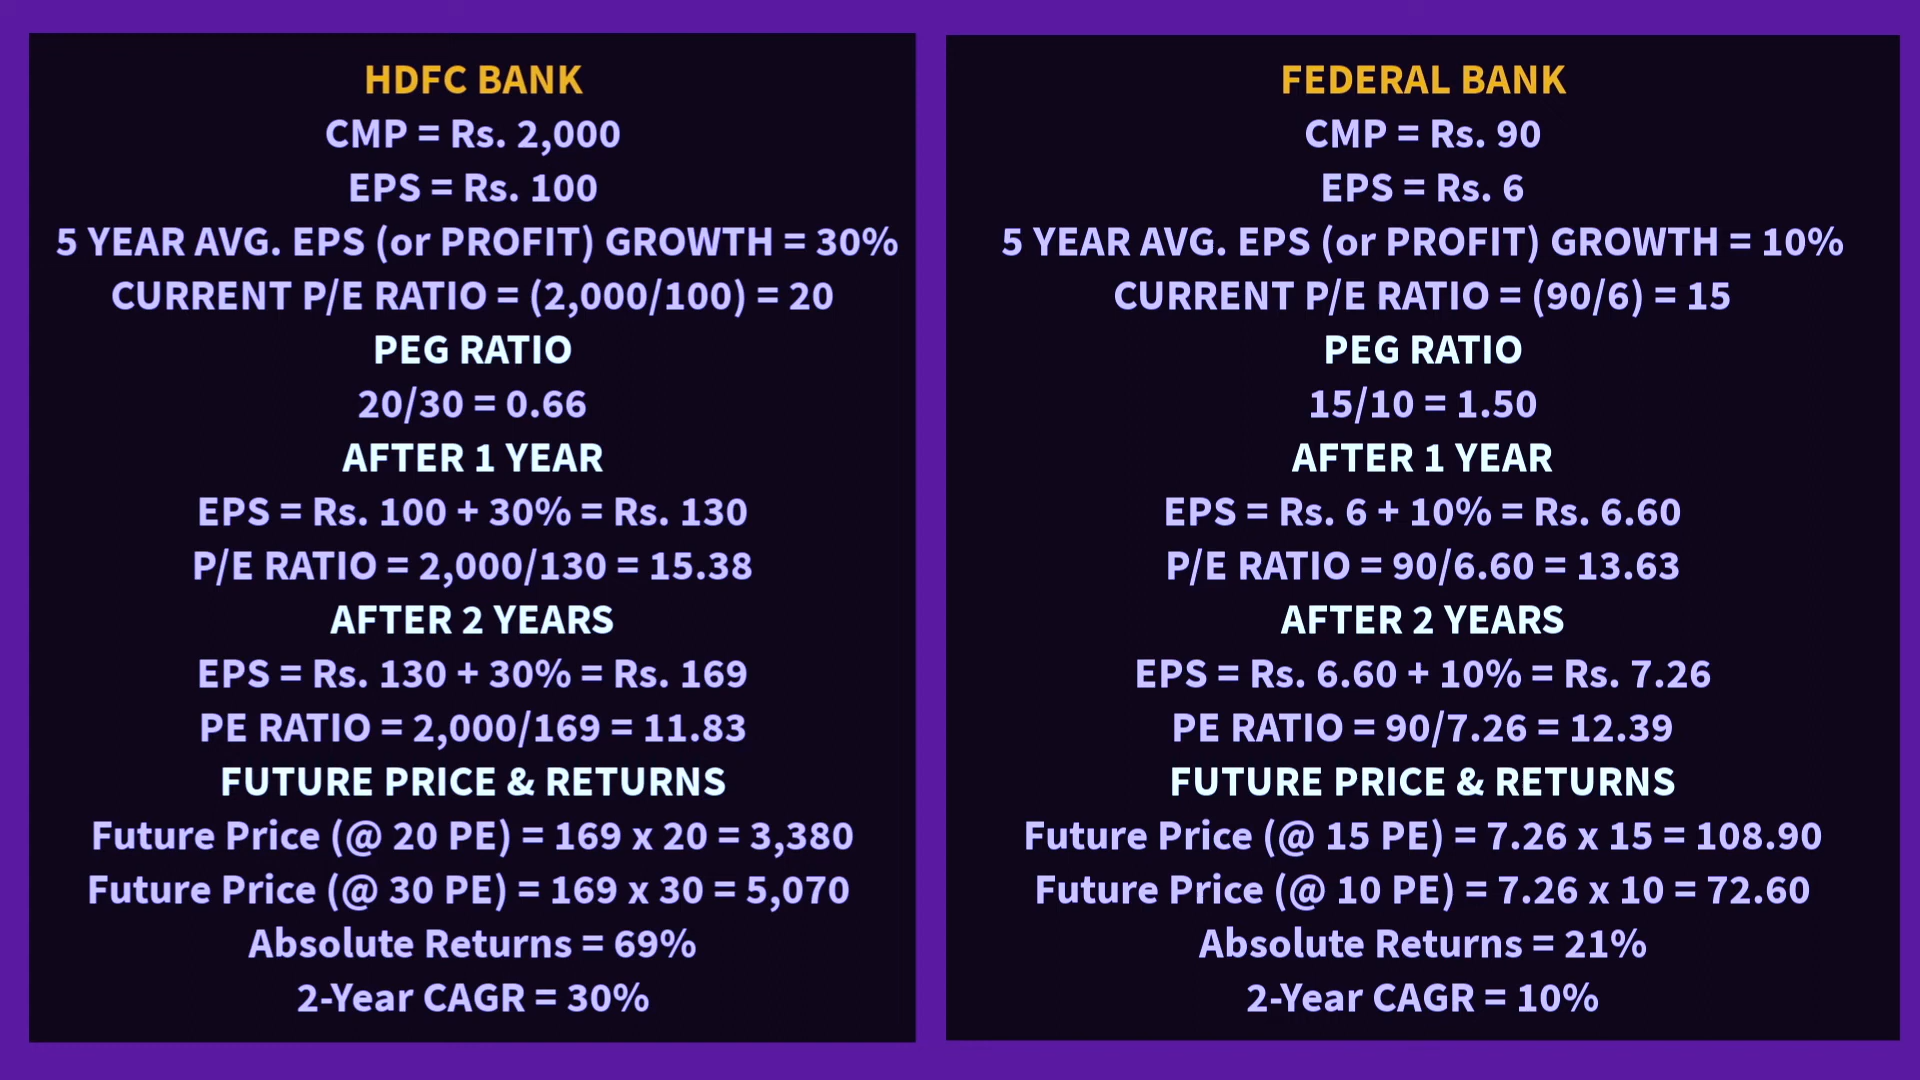 HDFC BANK
CMP = Rs. 2,000
EPS = Rs. 100
5 YEAR AVG. EPS (or PROFIT) GROWTH = 30%
CURRENT P/E RATIO = (2,000/100) = 20
PEG RATIO
20/30 = 0.66
AFTER 1 YEAR
EPS = Rs. 100 + 30% = Rs. 130
P/E RATIO = 2,000/130 = 15.38
AFTER 2 YEARS
EPS = Rs. 130 + 30% = Rs. 169
PE RATIO = 2,000/169 = 11.83
FUTURE PRICE & RETURNS
Future Price (@ 20 PE) = 169 x 20 = 3,380
Future Price (@ 30 PE) = 169 x 30 = 5,070
Absolute Returns = 69%
2-Year CAGR = 30%
FEDERAL BANK
CMP = Rs. 90
EPS = Rs. 6
5 YEAR AVG. EPS (or PROFIT) GROWTH = 10%
CURRENT P/E RATIO = (90/6) = 15
PEG RATIO
15/10 = 1.50
AFTER 1 YEAR
EPS = Rs. 6 + 10% = Rs. 6.60
P/E RATIO = 90/6.60 = 13.63
AFTER 2 YEARS
EPS = Rs. 6.60 + 10% = Rs. 7.26
PE RATIO = 90/7.26 = 12.39
FUTURE PRICE & RETURNS
Future Price (@ 15 PE) = 7.26 x 15 = 108.90
Future Price (@ 10 PE) = 7.26 x 10 = 72.60
Absolute Returns = 21%
2-Year CAGR = 10%